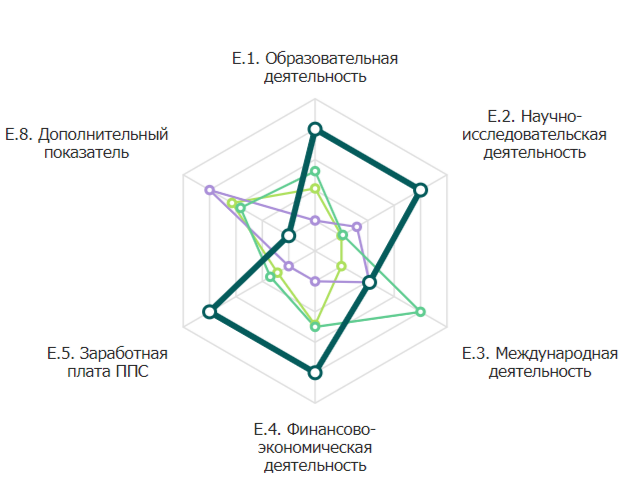 E.1. Образовательная
деятельность
E.8. Дополнительный
показатель
E.2. Научно-
исследовательская
деятельность
E.5. Заработная
плата ППС
E.3. Международная
деятельность
E.4. Финансово-
экономическая
деятельность